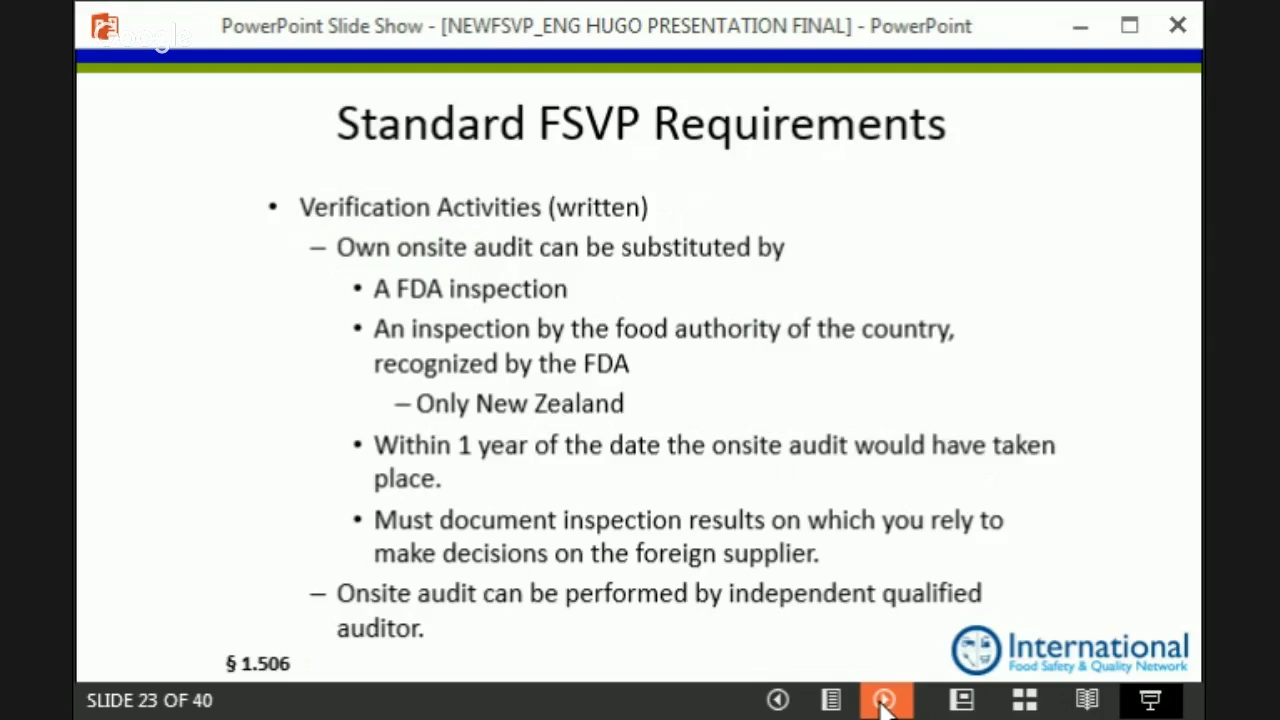 PowerPoint Slide Show - [NEWFSVP_ENG HUGO PRESENTATION FINAL] - PowerPoint
Google
Standard FSVP Requirements
• Verification Activities (written)
– Own onsite audit can be substituted by
• A FDA inspection
• An inspection by the food authority of the country,
recognized by the FDA
– Only New Zealand
• Within 1 year of the date the onsite audit would have taken
place.
• Must document inspection results on which you rely to
make decisions on the foreign supplier.
– Onsite audit can be performed by independent qualified
auditor.
§ 1.506
International
Food Safety & Quality Network
SLIDE 23 OF 40